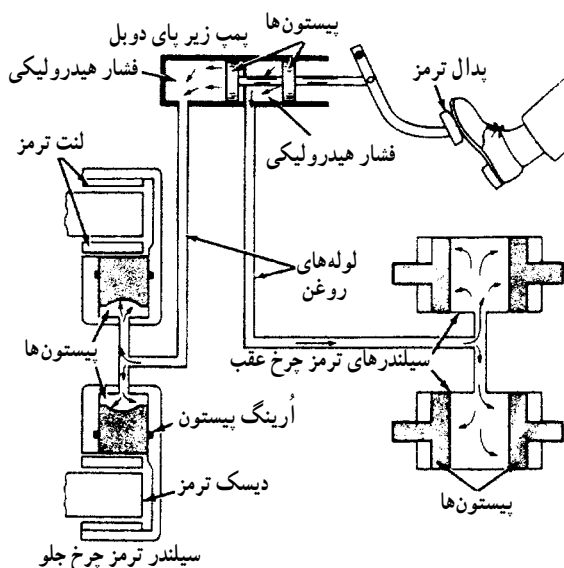 پیستون‌ها
پمپ زیر پای دوبل
فشار هیدرولیکی
پدال ترمز
فشار هیدرولیکی
لنت ترمز
لوله‌های
روغن
پیستون‌ها
سیلندرهای ترمز چرخ عقب
اُرینگ پیستون
دیسک ترمز
پیستون‌ها
سیلندر ترمز چرخ جلو